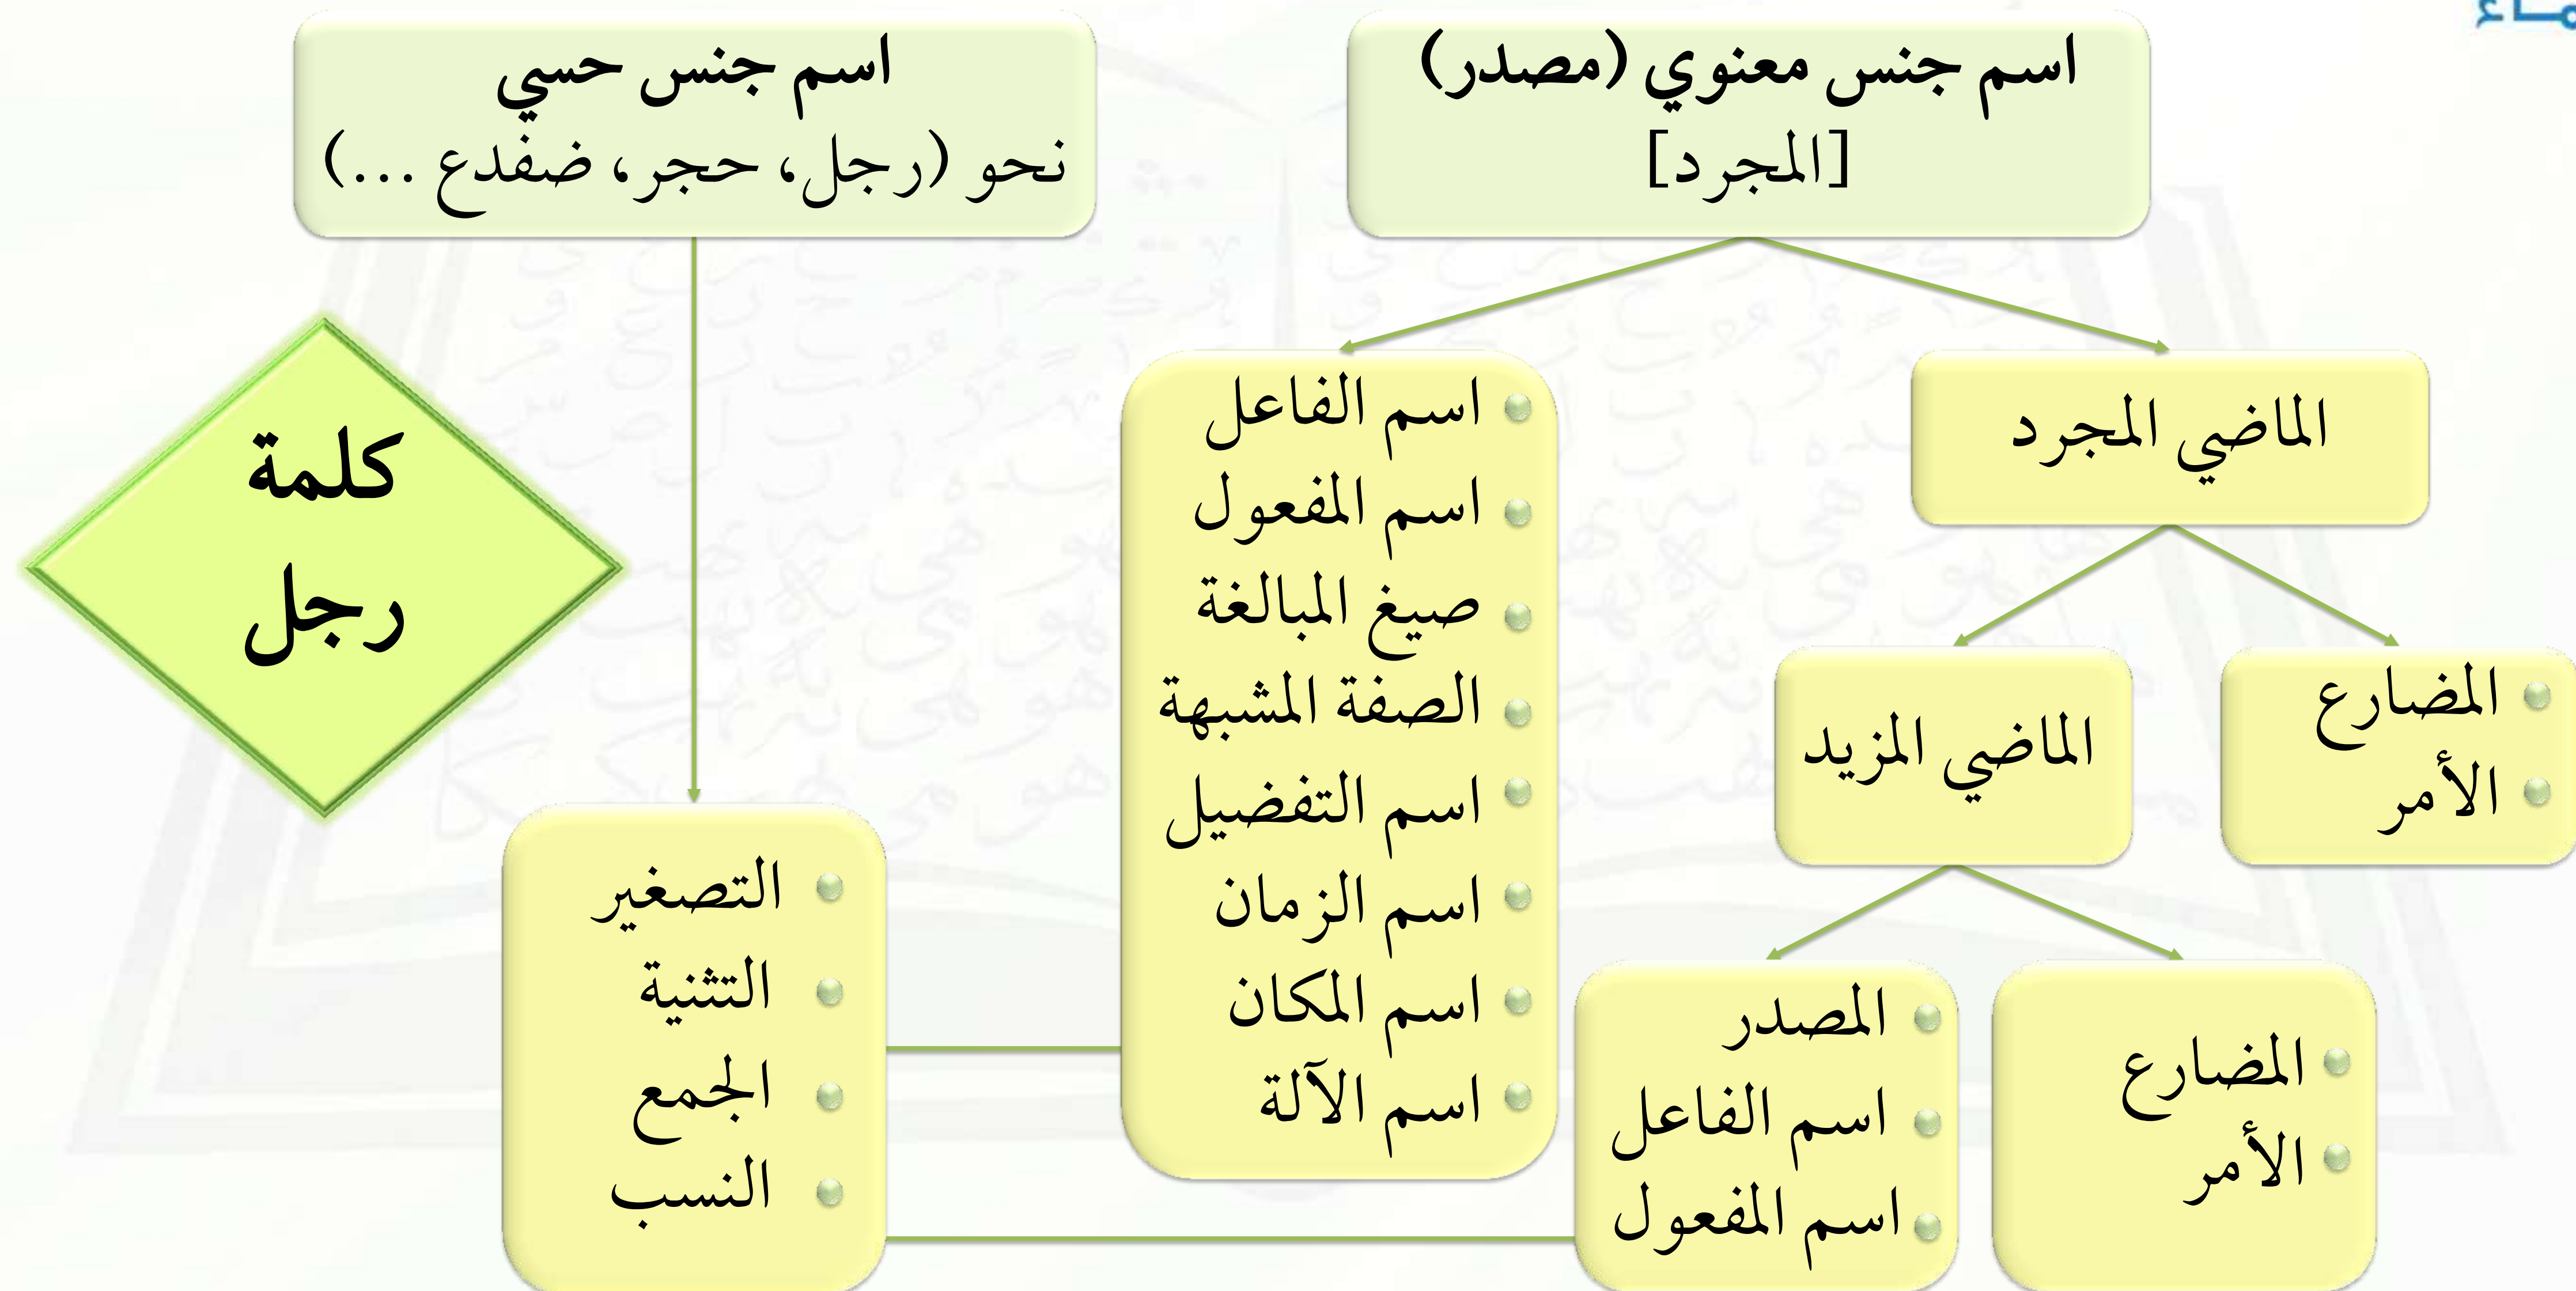 اسم جنس معنوي (مصدر)
[المجرد]
اسم جنس حسي
نحو (رجل، حجر، ضفدع ...)
الماضي المجرد
المضارع
الأمر
الماضي المزيد
المضارع
الأمر
المصدر
اسم الفاعل
اسم المفعول
اسم الفاعل
اسم المفعول
صيغ المبالغة
الصفة المشبهة
اسم التفضيل
اسم الزمان
اسم المكان
اسم الآلة
التصغير
التثنية
الجمع
النسب
كلمة
رجل